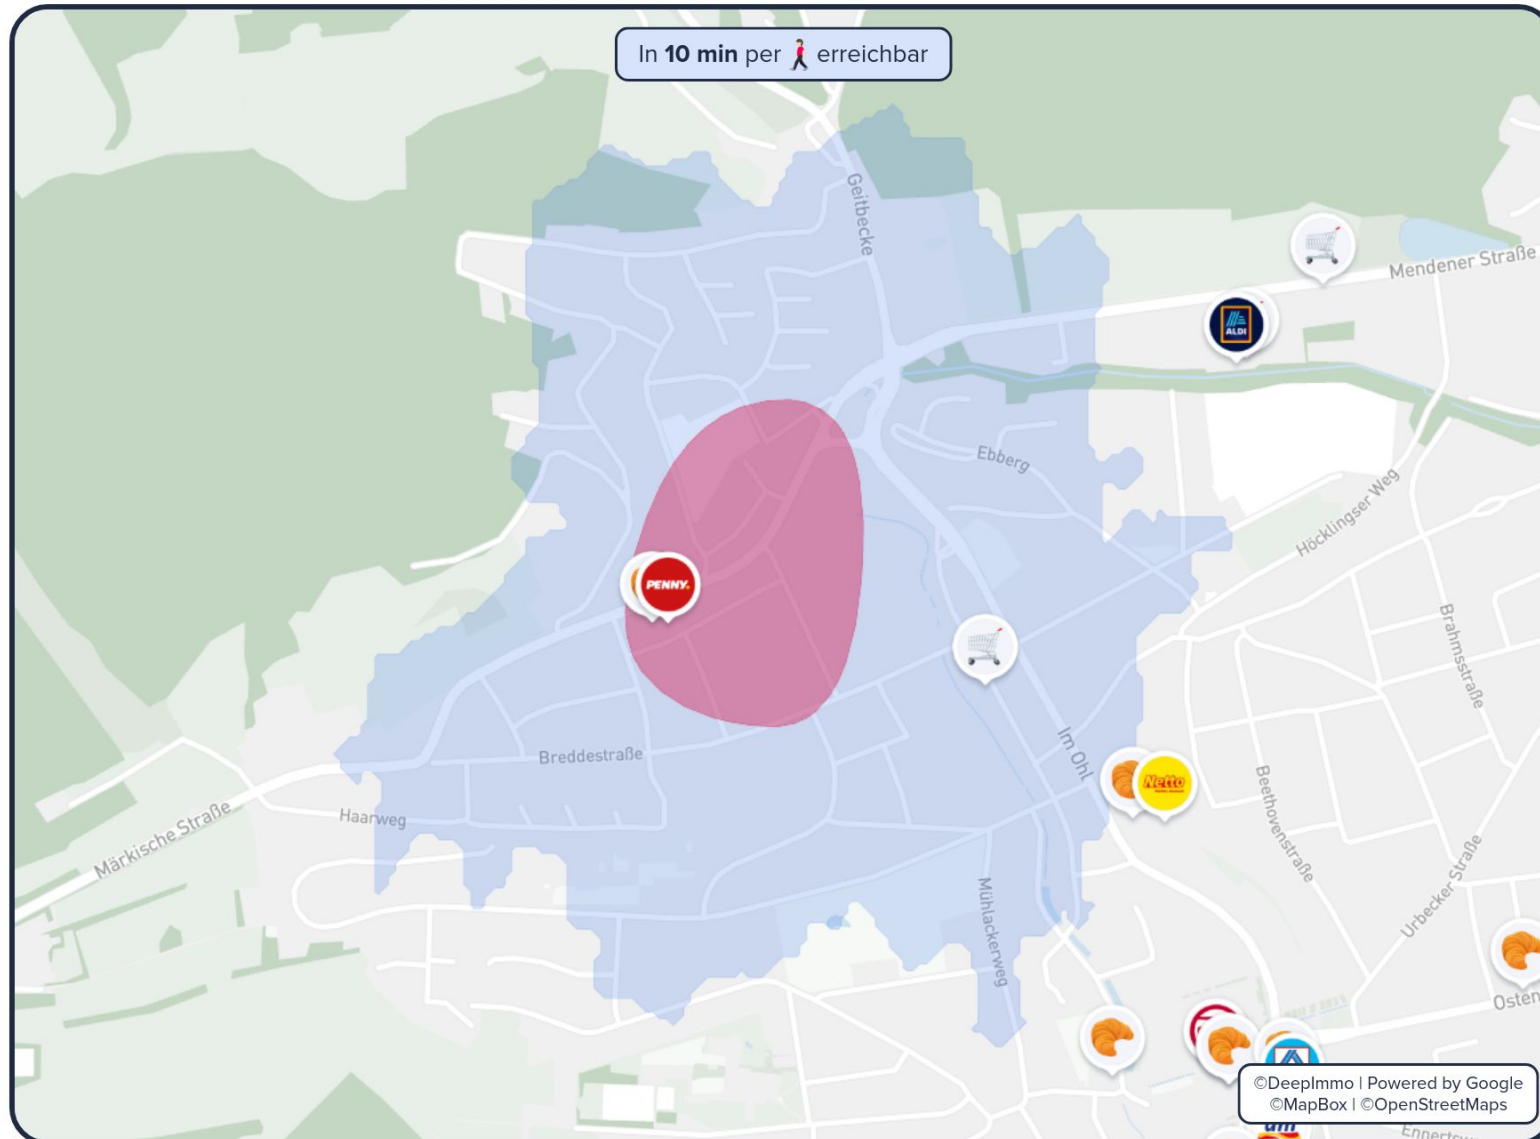 In 10 min per erreichbar
Geitbecke
Mendener Straße
ALDI
Ebberg
Höcklingser Weg
PENNY.
Brahmsstraße
Im Ohl
Breddestraße
Netto
Beethovenstraße
Haarweg
Märkische Straße
Urbecker Straße
Mühlackerweg
Osten
©DeepImmo | Powered by Google
©MapBox | ©OpenStreetMaps